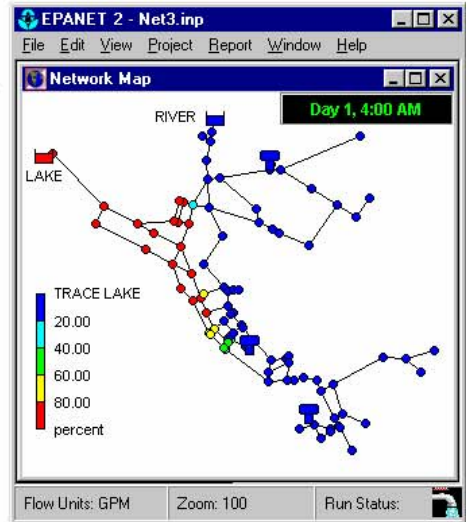 EPANET 2 - Net3.inp
File Edit View Project Report Window Help
Network Map
Day 1, 4:00 AM
RIVER
LAKE
TRACE LAKE
20.00
40.00
60.00
80.00
percent
Flow Units: GPM Zoom: 100 Run Status: